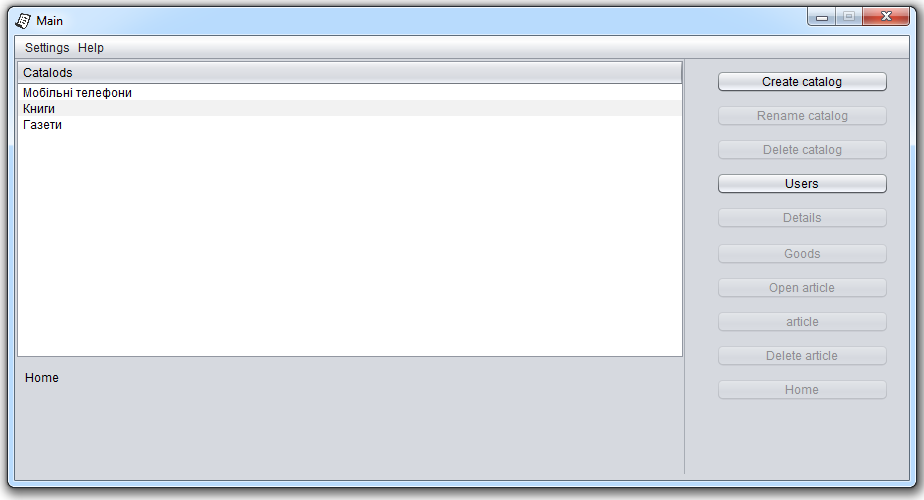 Main
Settings Help
Catalods
Мобільні телефони
Книги
Газети
Home
Create catalog
Rename catalog
Delete catalog
Users
Details
Goods
Open article
article
Delete article
Home